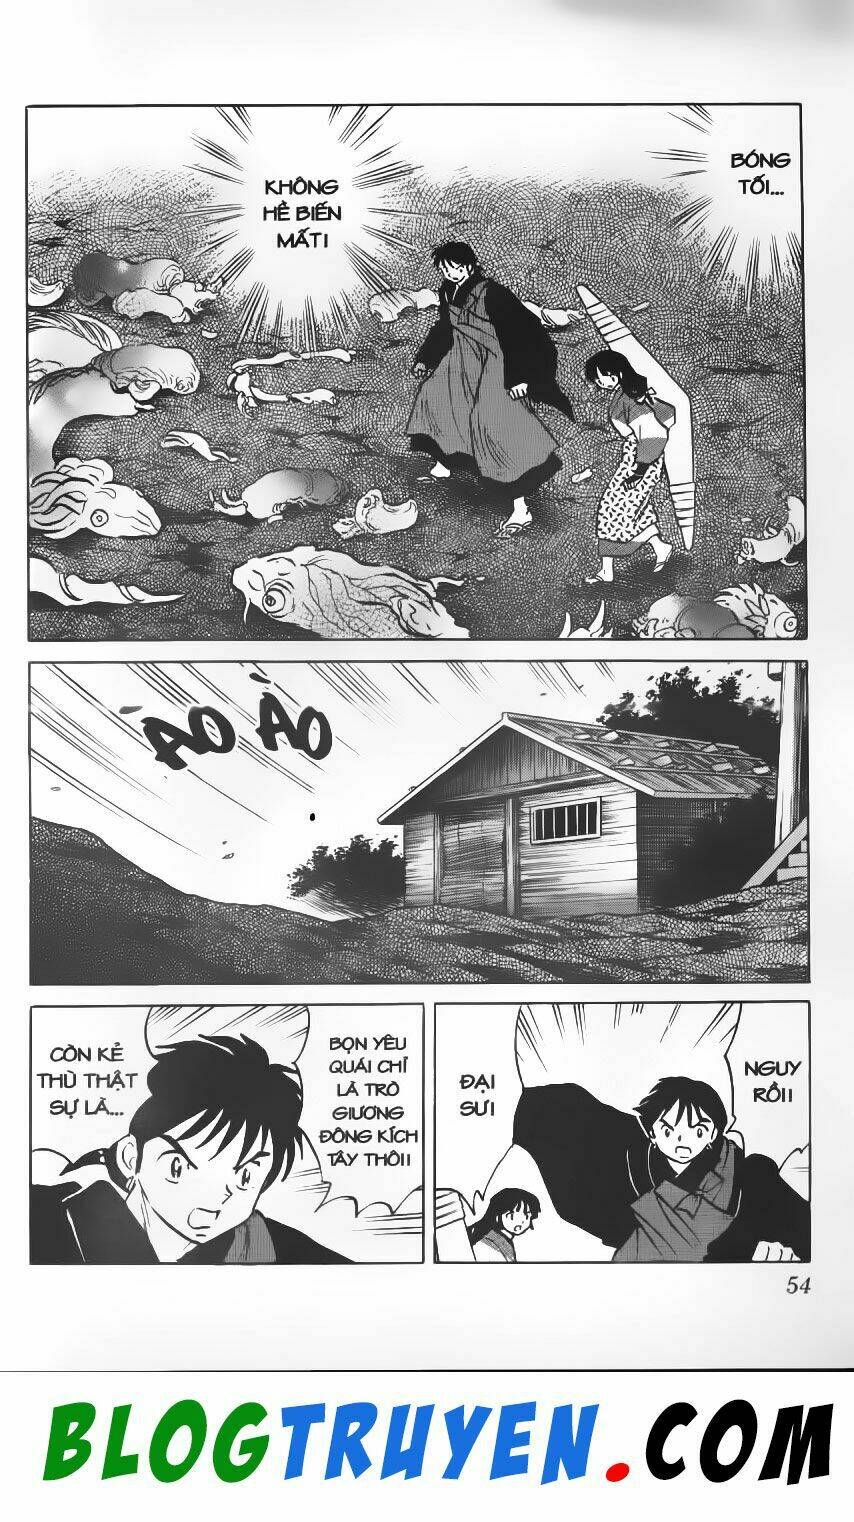 BÓNG
TỐI...
KHÔNG
HỀ BIẾN
MẤT!
ÀO ÀO
NGUY
RỒI!
ĐẠI
SƯ!
BỌN YÊU
QUÁI CHỈ
LÀ TRÒ
GIƯƠNG
ĐÔNG KÍCH
TÂY THÔI!
CÒN KẺ
THÙ THẬT
SỰ LÀ...
54
BLOGTRUYEN.COM